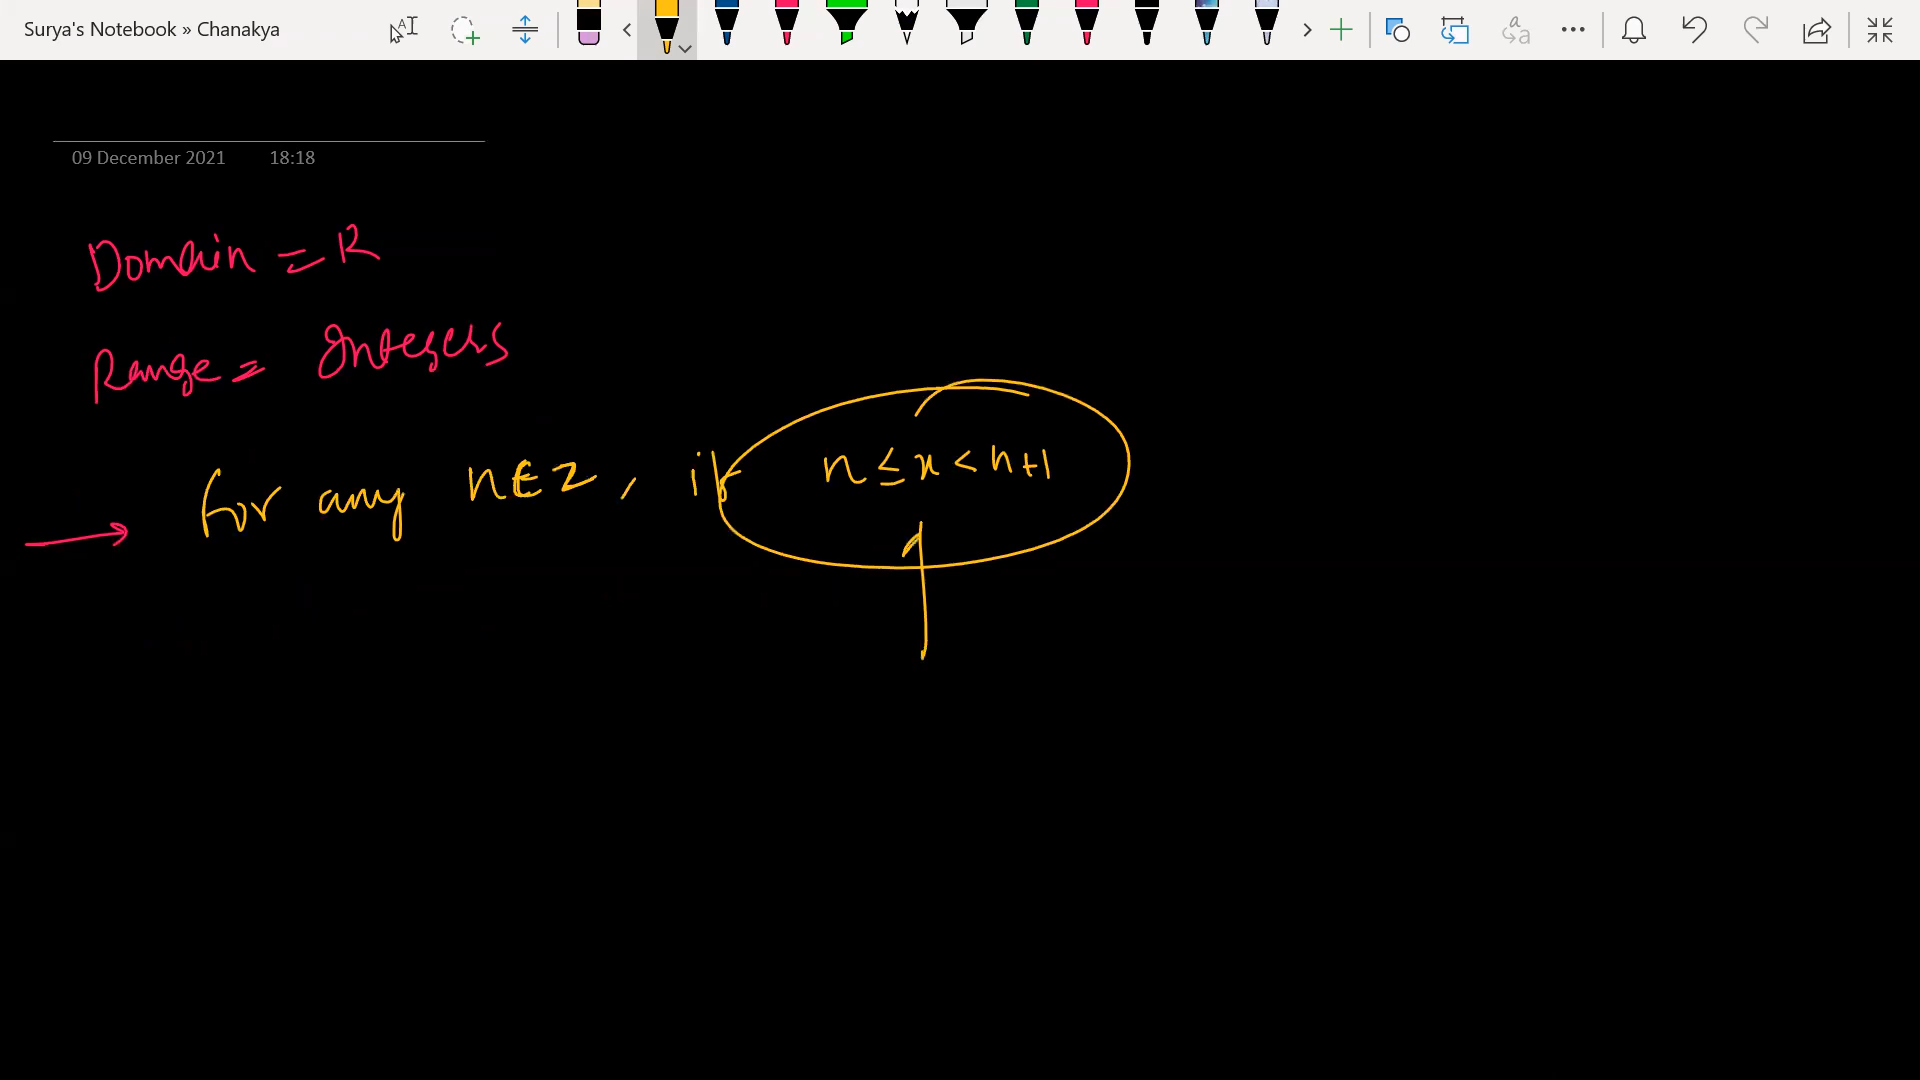 Surya's Notebook » Chanakya
09 December 2021 18:18
Domain = R
Range = Integers
for any n∈Z, if n≤x<n+1